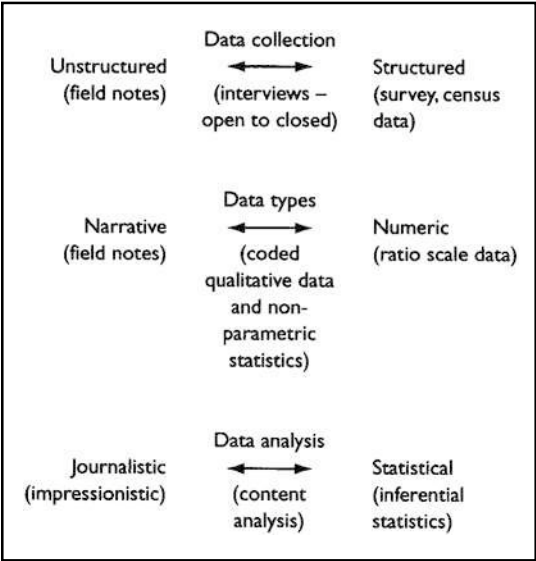 Data collection
Unstructured
(field notes)
(interviews –
open to closed)
Structured
(survey, census
data)
Data types
Narrative
(field notes)
(coded
qualitative data
and non-
parametric
statistics)
Numeric
(ratio scale data)
Data analysis
Journalistic
(impressionistic)
(content
analysis)
Statistical
(inferential
statistics)